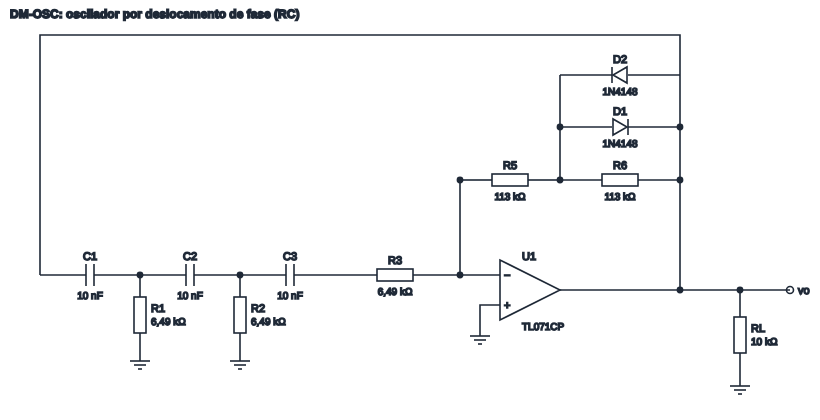 DM-OSC: oscilador por deslocamento de fase (RC)
D2
1N4148
D1
1N4148
R5
113 kΩ
R6
113 kΩ
C1
10 nF
C2
10 nF
C3
10 nF
R3
6,49 kΩ
U1
−
+
TL071CP
vo
R1
6,49 kΩ
R2
6,49 kΩ
RL
10 kΩ